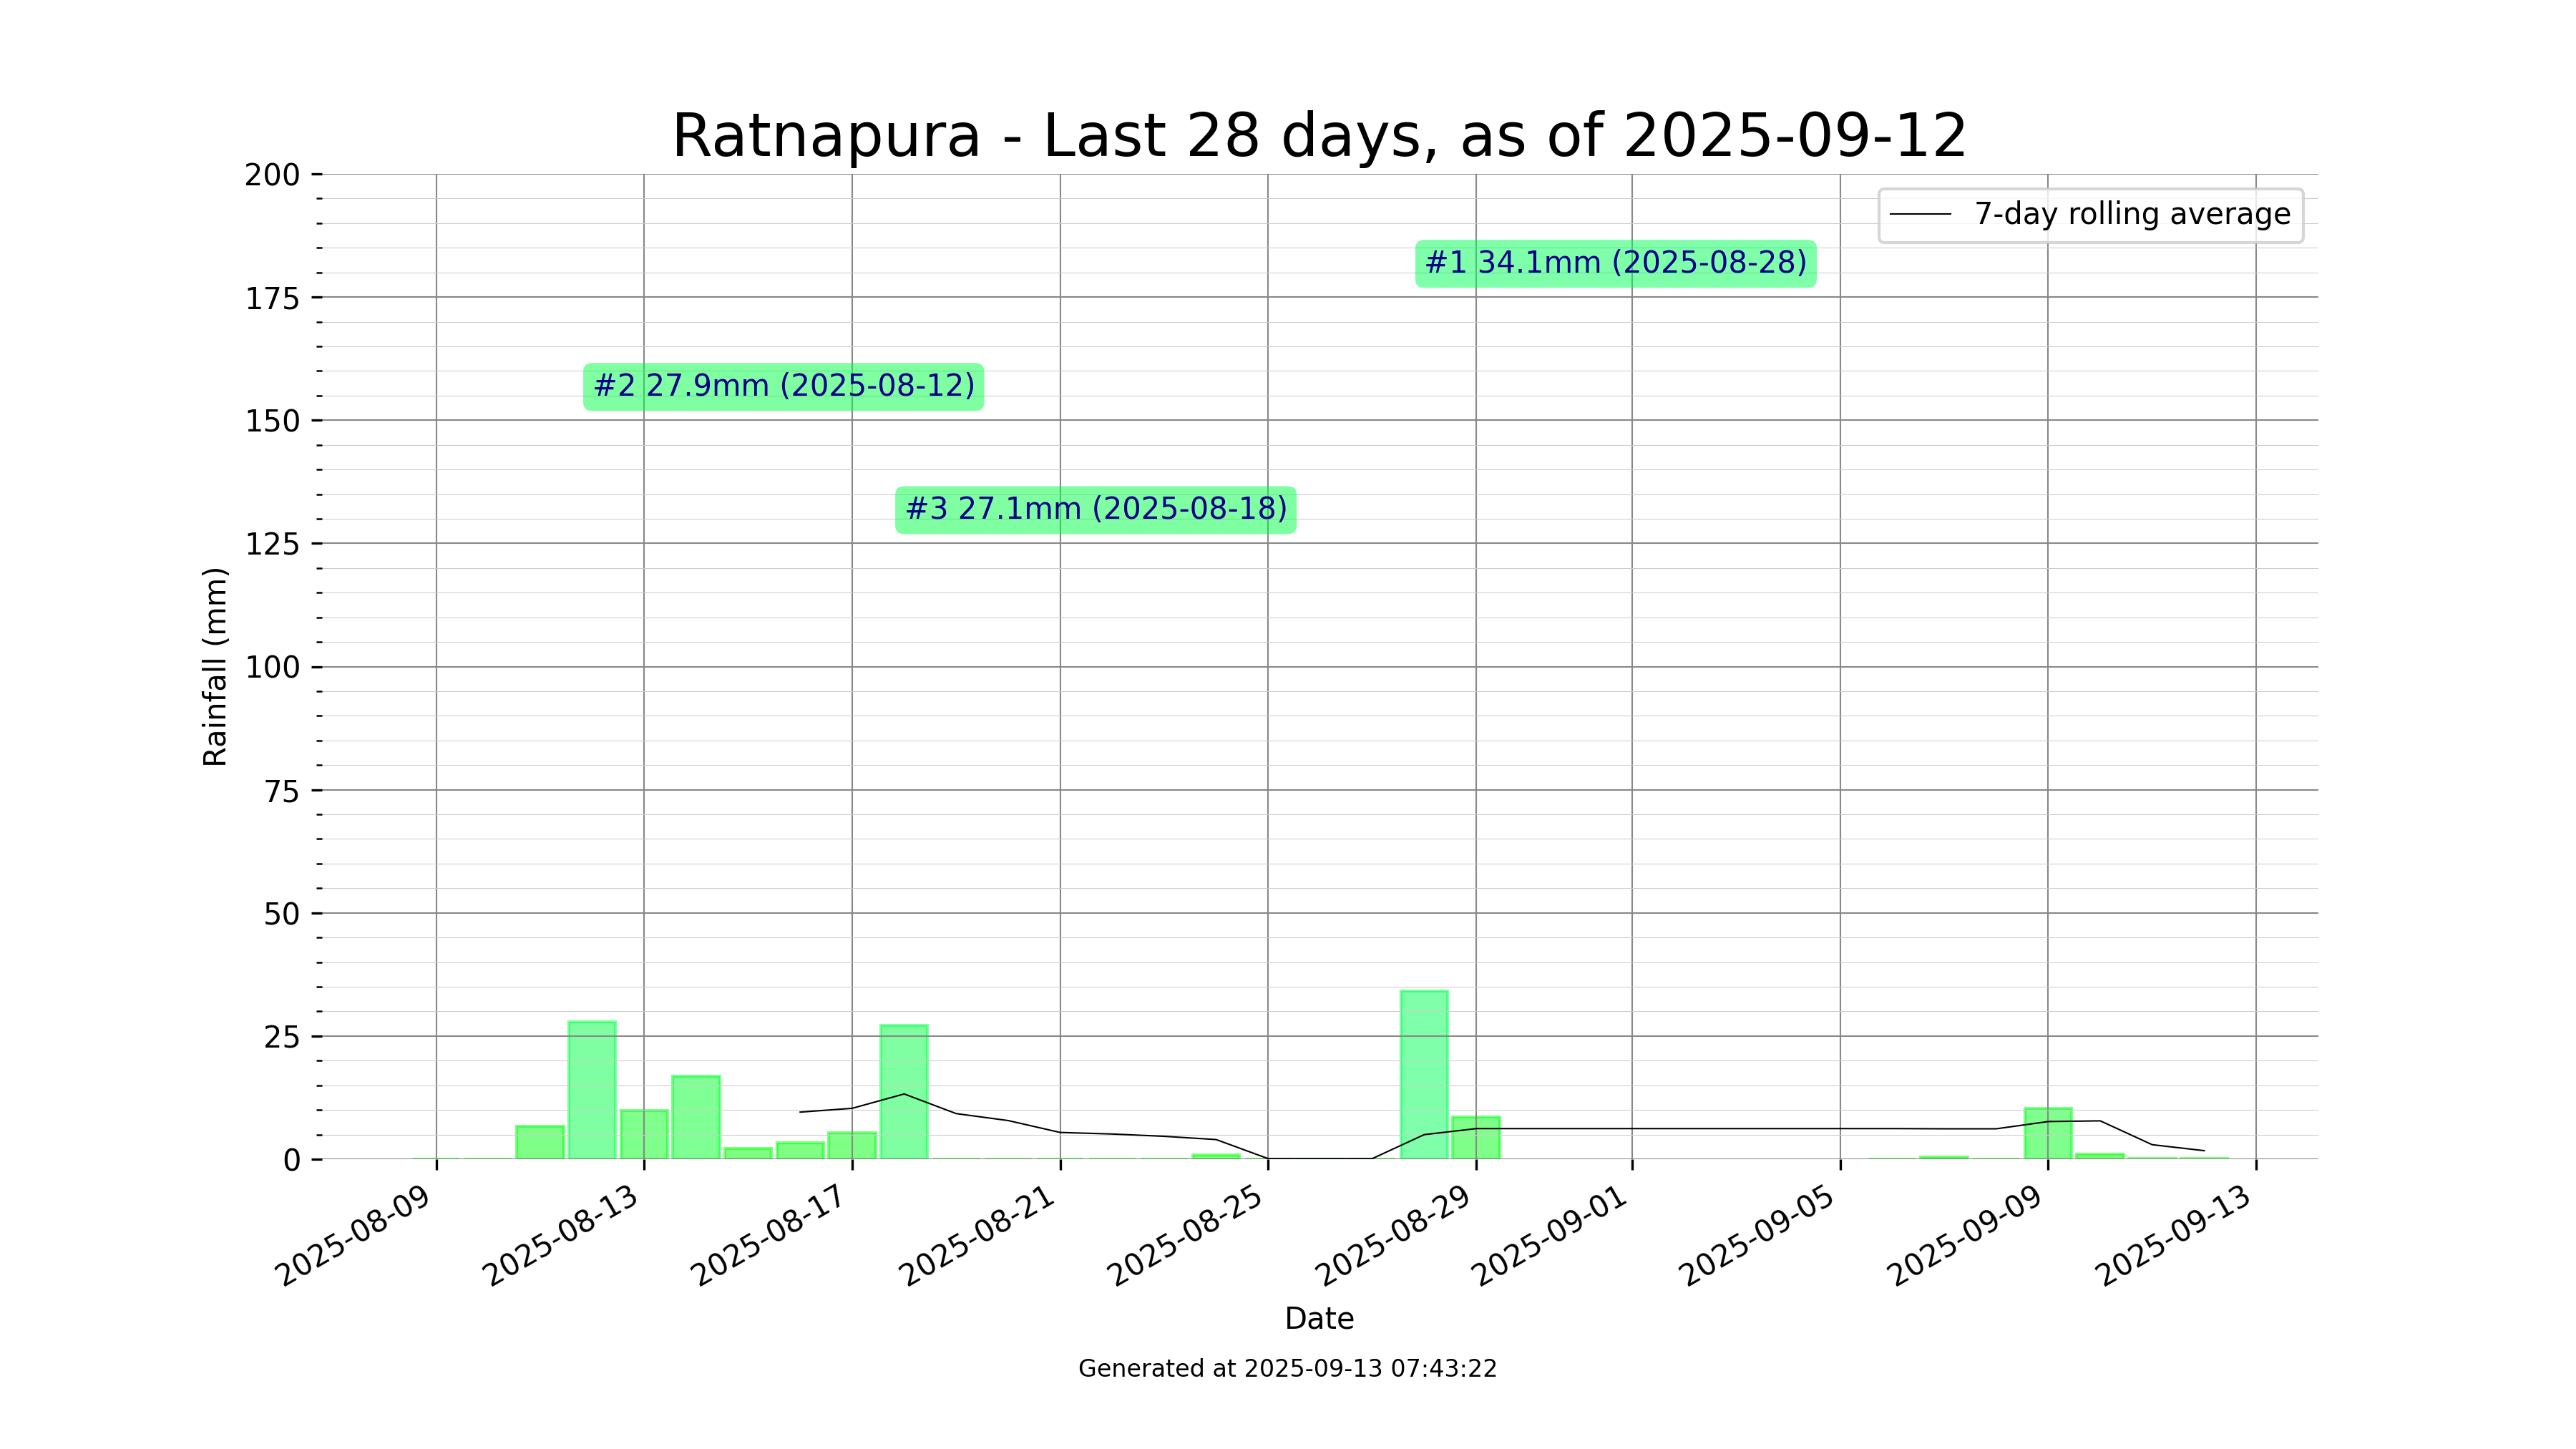 Ratnapura - Last 28 days, as of 2025-09-12
7-day rolling average
#1 34.1mm (2025-08-28)
#2 27.9mm (2025-08-12)
#3 27.1mm (2025-08-18)
Rainfall (mm)
200
175
150
125
100
75
50
25
0
2025-08-09
2025-08-13
2025-08-17
2025-08-21
2025-08-25
2025-08-29
2025-09-01
2025-09-05
2025-09-09
2025-09-13
Date
Generated at 2025-09-13 07:43:22